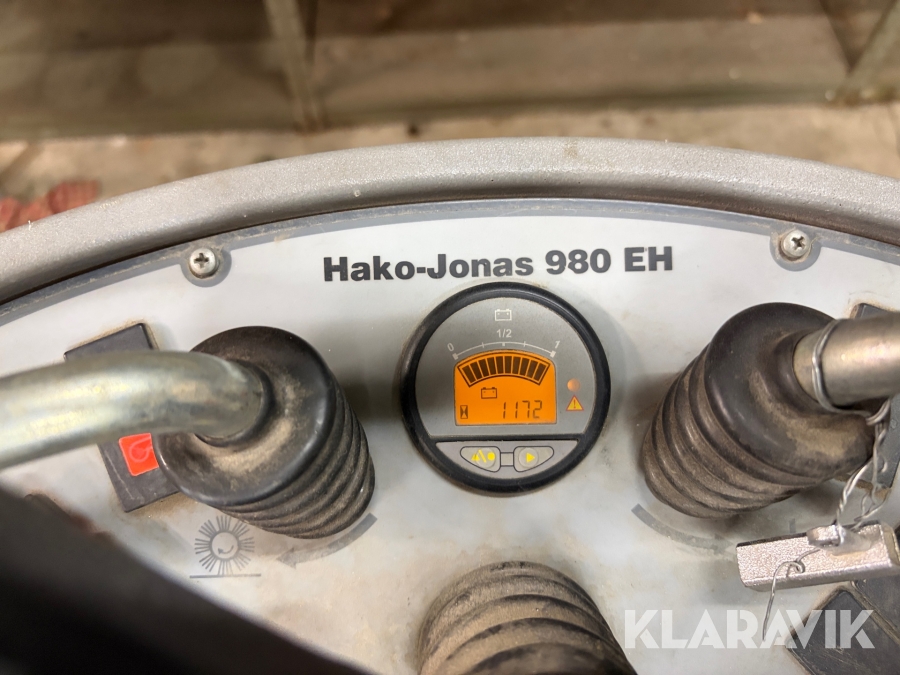 Hako-Jonas 980 EH
1/2
0 1
1172
KLARAVIK